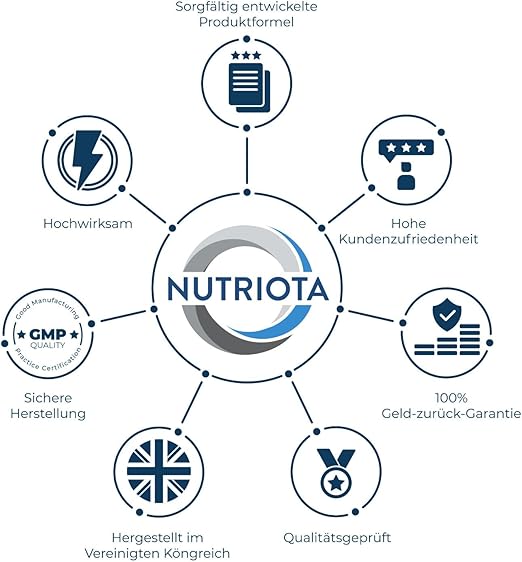 Sorgfältig entwickelte
Produktformel
Hochwirksam
Hohe
Kundenzufriedenheit
NUTRIOTA
Good Manufacturing
GMP
QUALITY
Practice Certification
Sichere
Herstellung
100%
Geld-zurück-Garantie
Hergestellt im
Vereinigten Köngreich
Qualitätsgeprüft